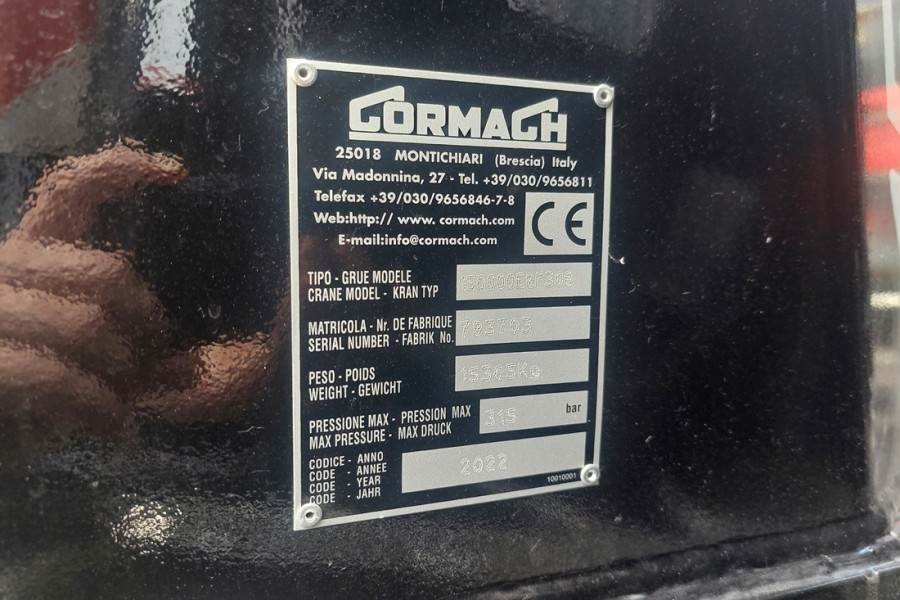 CORMACH
25018 MONTICHIARI (Brescia) Italy
Via Madonnina, 27 - Tel. +39/030/9656811
Telefax +39/030/9656846-7-8
Web:http:// www. cormach.com
E-mail:info@cormach.com
CE
TIPO - GRUE MODELE
CRANE MODEL - KRAN TYP
MATRICOLA - Nr. DE FABRIQUE
SERIAL NUMBER - FABRIK No.
PESO - POIDS
WEIGHT - GEWICHT
15365Kg
PRESSIONE MAX - PRESSION MAX
MAX PRESSURE - MAX DRUCK
315 bar
CODICE - ANNO
CODE - ANNEE
CODE - YEAR
CODE - JAHR
2022
10010001